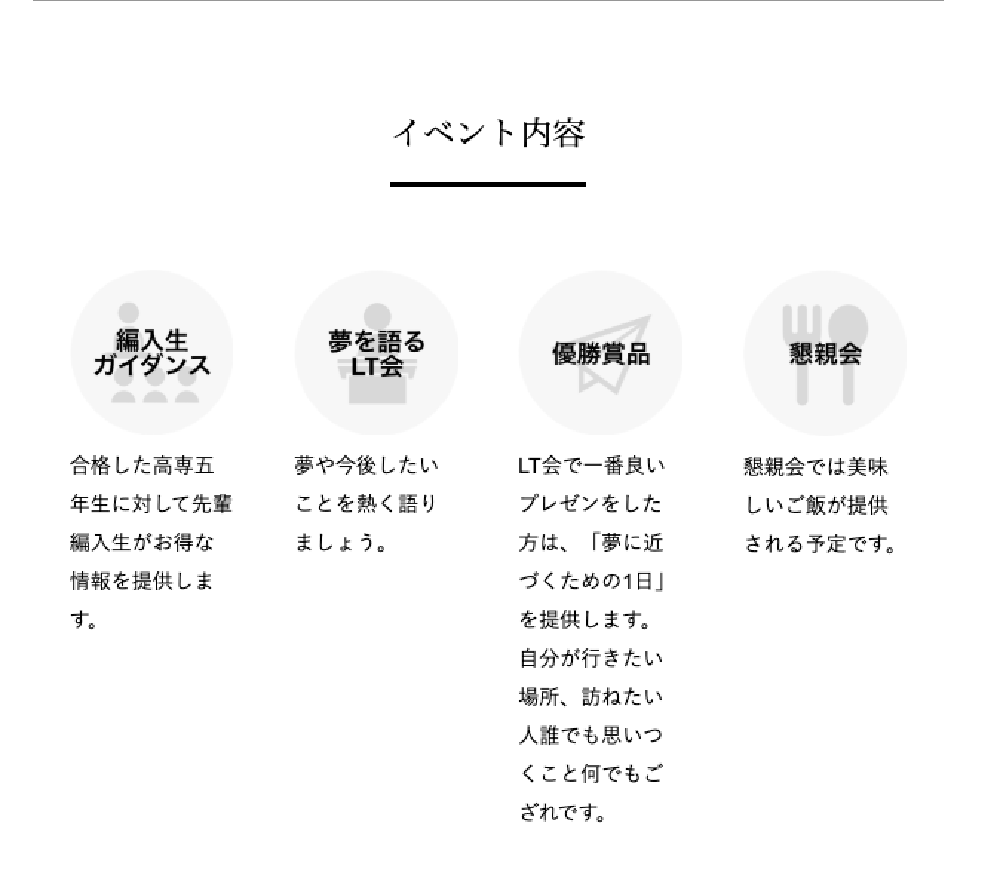 イベント内容
編入生
ガイダンス
合格した高専五
年生に対して先輩
編入生がお得な
情報を提供しま
す。
夢を語る
LT会
夢や今後したい
ことを熱く語り
ましょう。
優勝賞品
LT会で一番良い
プレゼンをした
方は、「夢に近
づくための1日」
を提供します。
自分が行きたい
場所、訪ねたい
人誰でも思いつ
くこと何でもご
ざれです。
懇親会
懇親会では美味
しいご飯が提供
される予定です。